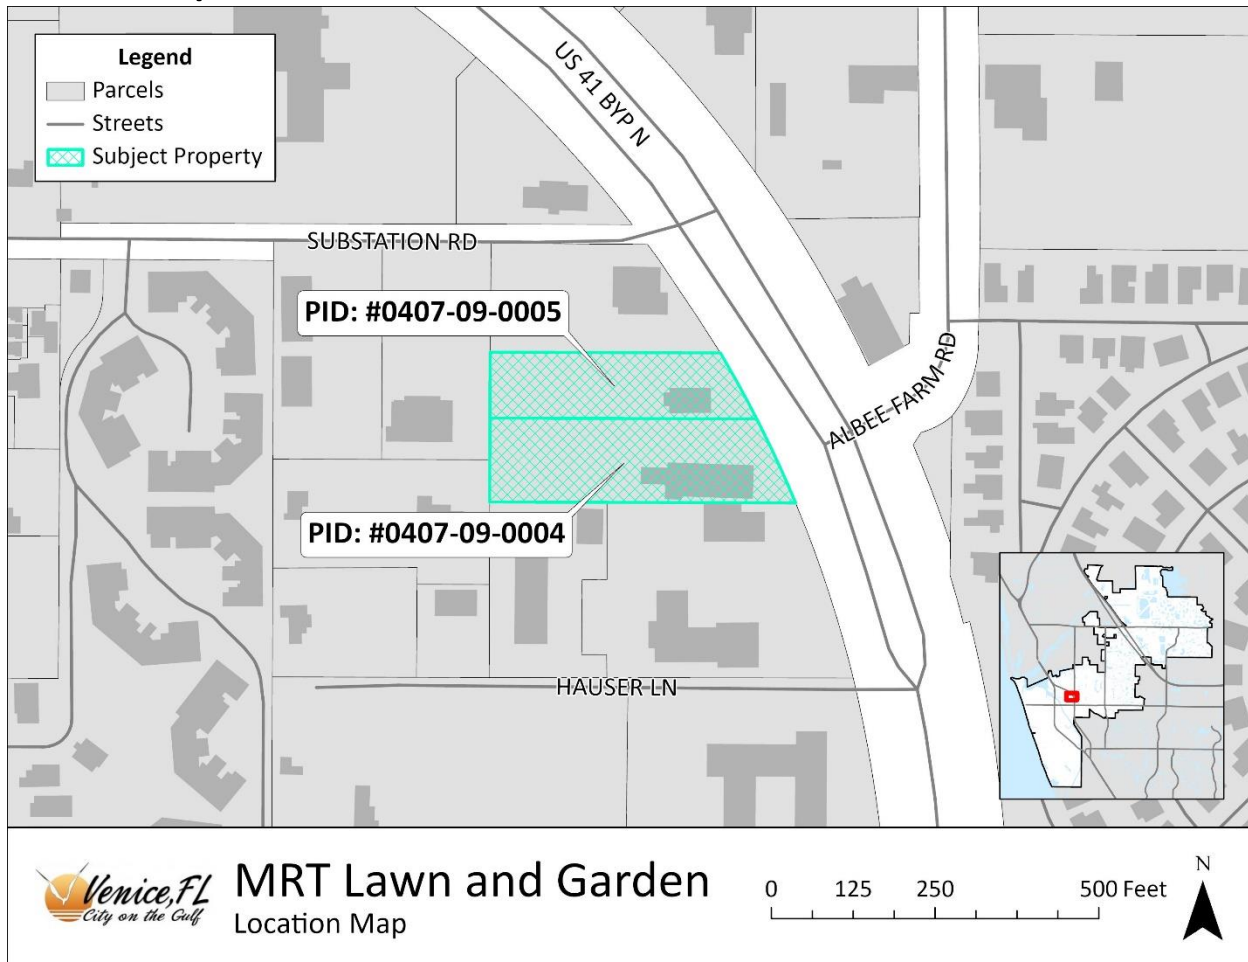 Legend
Parcels
Streets
Subject Property
US 41 BYP N
SUBSTATION RD
PID: #0407-09-0005
ALBEE FARM RD
PID: #0407-09-0004
HAUSER LN
Venice, FL
City on the Gulf
MRT Lawn and Garden
Location Map
0 125 250 500 Feet
N